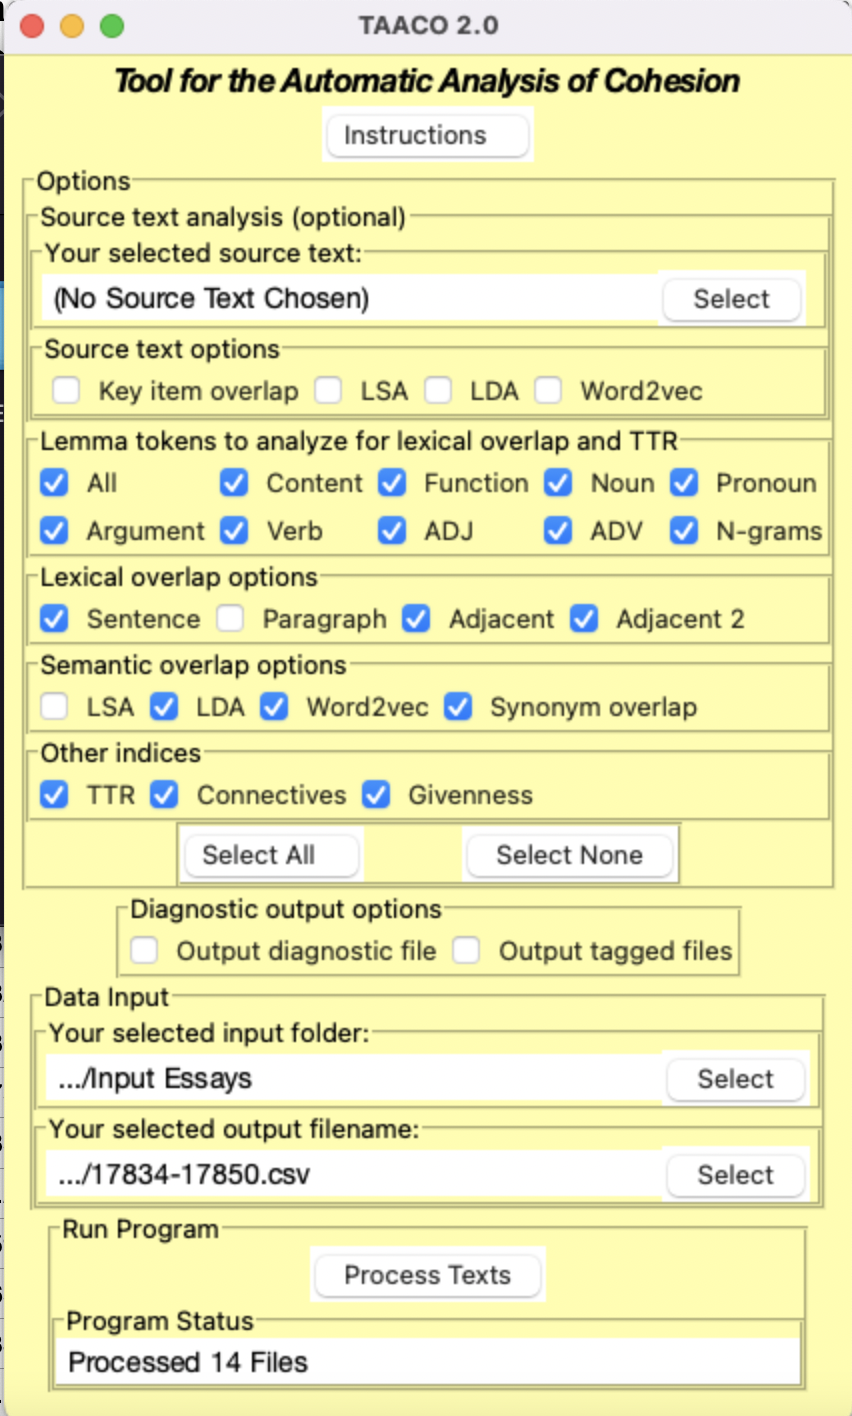 TAACO 2.0
Tool for the Automatic Analysis of Cohesion
Instructions
Options
Source text analysis (optional)
Your selected source text:
(No Source Text Chosen) Select
Source text options
Key item overlap LSA LDA Word2vec
Lemma tokens to analyze for lexical overlap and TTR
All Content Function Noun Pronoun
Argument Verb ADJ ADV N-grams
Lexical overlap options
Sentence Paragraph Adjacent Adjacent 2
Semantic overlap options
LSA LDA Word2vec Synonym overlap
Other indices
TTR Connectives Givenness
Select All Select None
Diagnostic output options
Output diagnostic file Output tagged files
Data Input
Your selected input folder:
.../Input Essays Select
Your selected output filename:
.../17834-17850.csv Select
Run Program
Process Texts
Program Status
Processed 14 Files